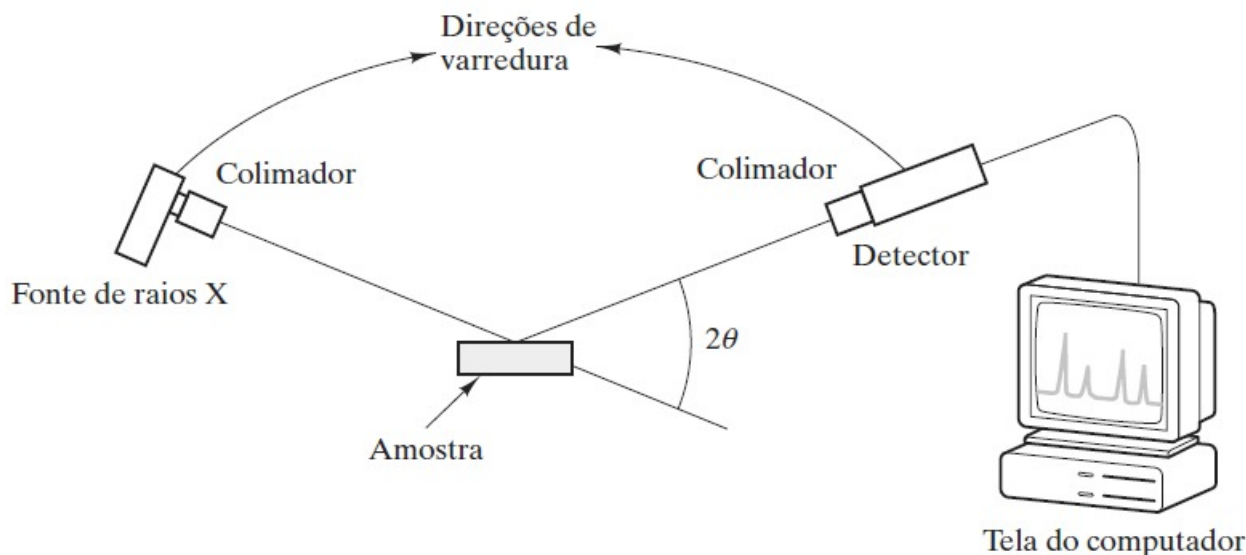 Direções de
varredura
Colimador
Colimador
Detector
Fonte de raios X
2θ
Amostra
Tela do computador